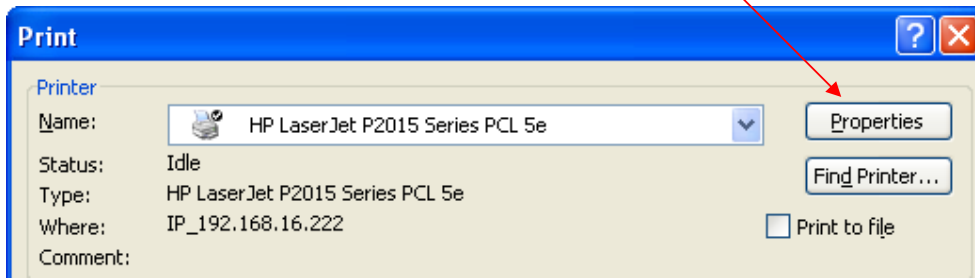 Print
Printer
Name: HP LaserJet P2015 Series PCL 5e Properties
Status: Idle Find Printer...
Type: HP LaserJet P2015 Series PCL 5e
Where: IP_192.168.16.222 Print to file
Comment: